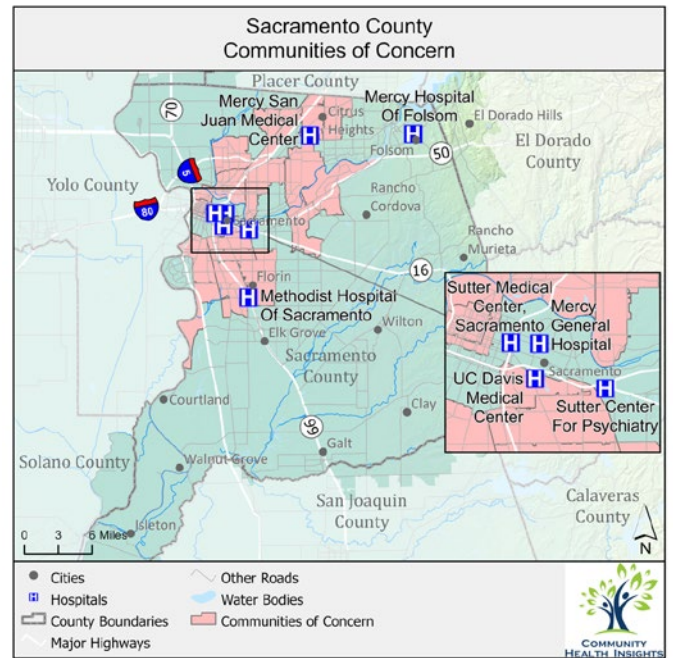 Sacramento County
Communities of Concern
Placer County
70
Mercy San
Juan Medical
Center
Citrus
Heights
Mercy Hospital
Of Folsom
El Dorado Hills
Folsom
50
El Dorado
County
5
Yolo County
80
Rancho
Cordova
Sacramento
Rancho
Murieta
16
Florin
Methodist Hospital
Of Sacramento
Elk Grove
Wilton
Sacramento
County
Sutter Medical
Center,
Sacramento
Mercy
General
Hospital
Sacramento
UC Davis
Medical
Center
Sutter Center
For Psychiatry
Courtland
Clay
99
Galt
Solano County
Walnut Grove
San Joaquin
County
Calaveras
County
Isleton
0 3 6 Miles
N
Cities
Hospitals
County Boundaries
Major Highways
Other Roads
Water Bodies
Communities of Concern
COMMUNITY
HEALTH INSIGHTS